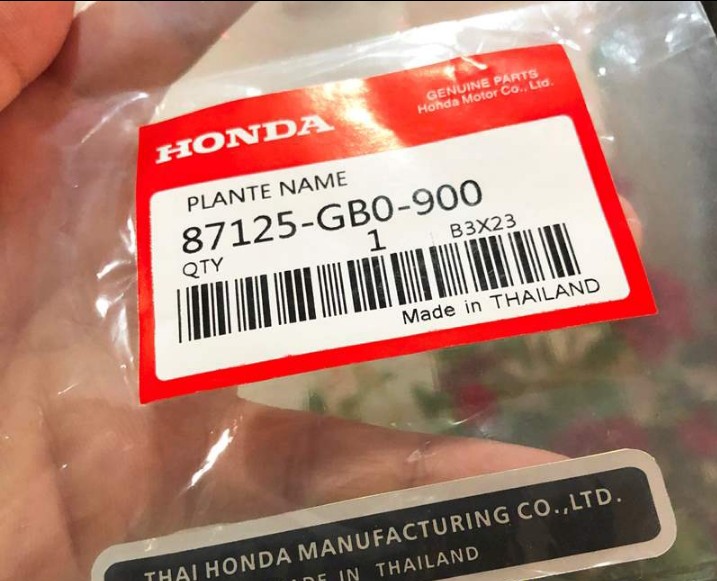 HONDA
GENUINE PARTS
Honda Motor Co., Ltd.
PLANTE NAME
87125-GB0-900
QTY 1 B3X23
Made in THAILAND
THAI HONDA MANUFACTURING CO.,LTD.
MADE IN THAILAND